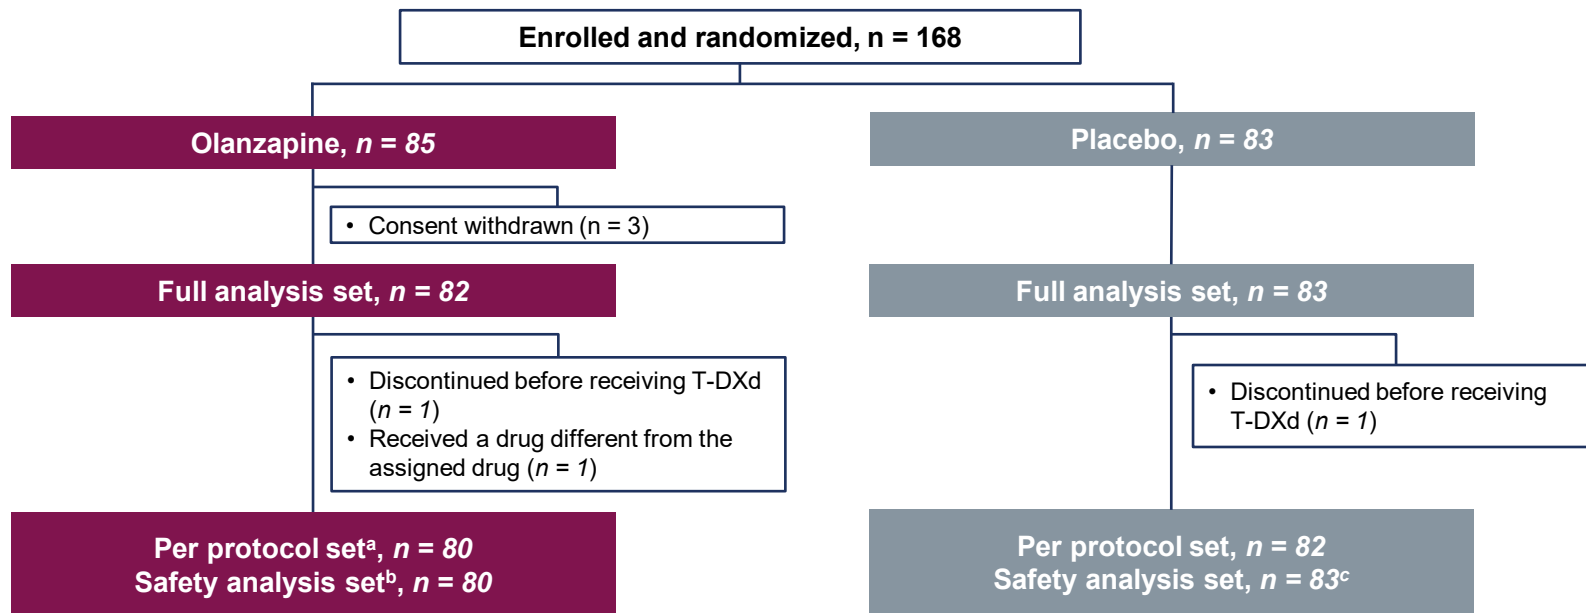 Enrolled and randomized, n = 168
Olanzapine, n = 85
Placebo, n = 83
• Consent withdrawn (n = 3)
Full analysis set, n = 82
Full analysis set, n = 83
• Discontinued before receiving T-DXd
(n = 1)
• Received a drug different from the
assigned drug (n = 1)
• Discontinued before receiving
T-DXd (n = 1)
Per protocol setᵃ, n = 80
Safety analysis setᵇ, n = 80
Per protocol set, n = 82
Safety analysis set, n = 83ᶜ